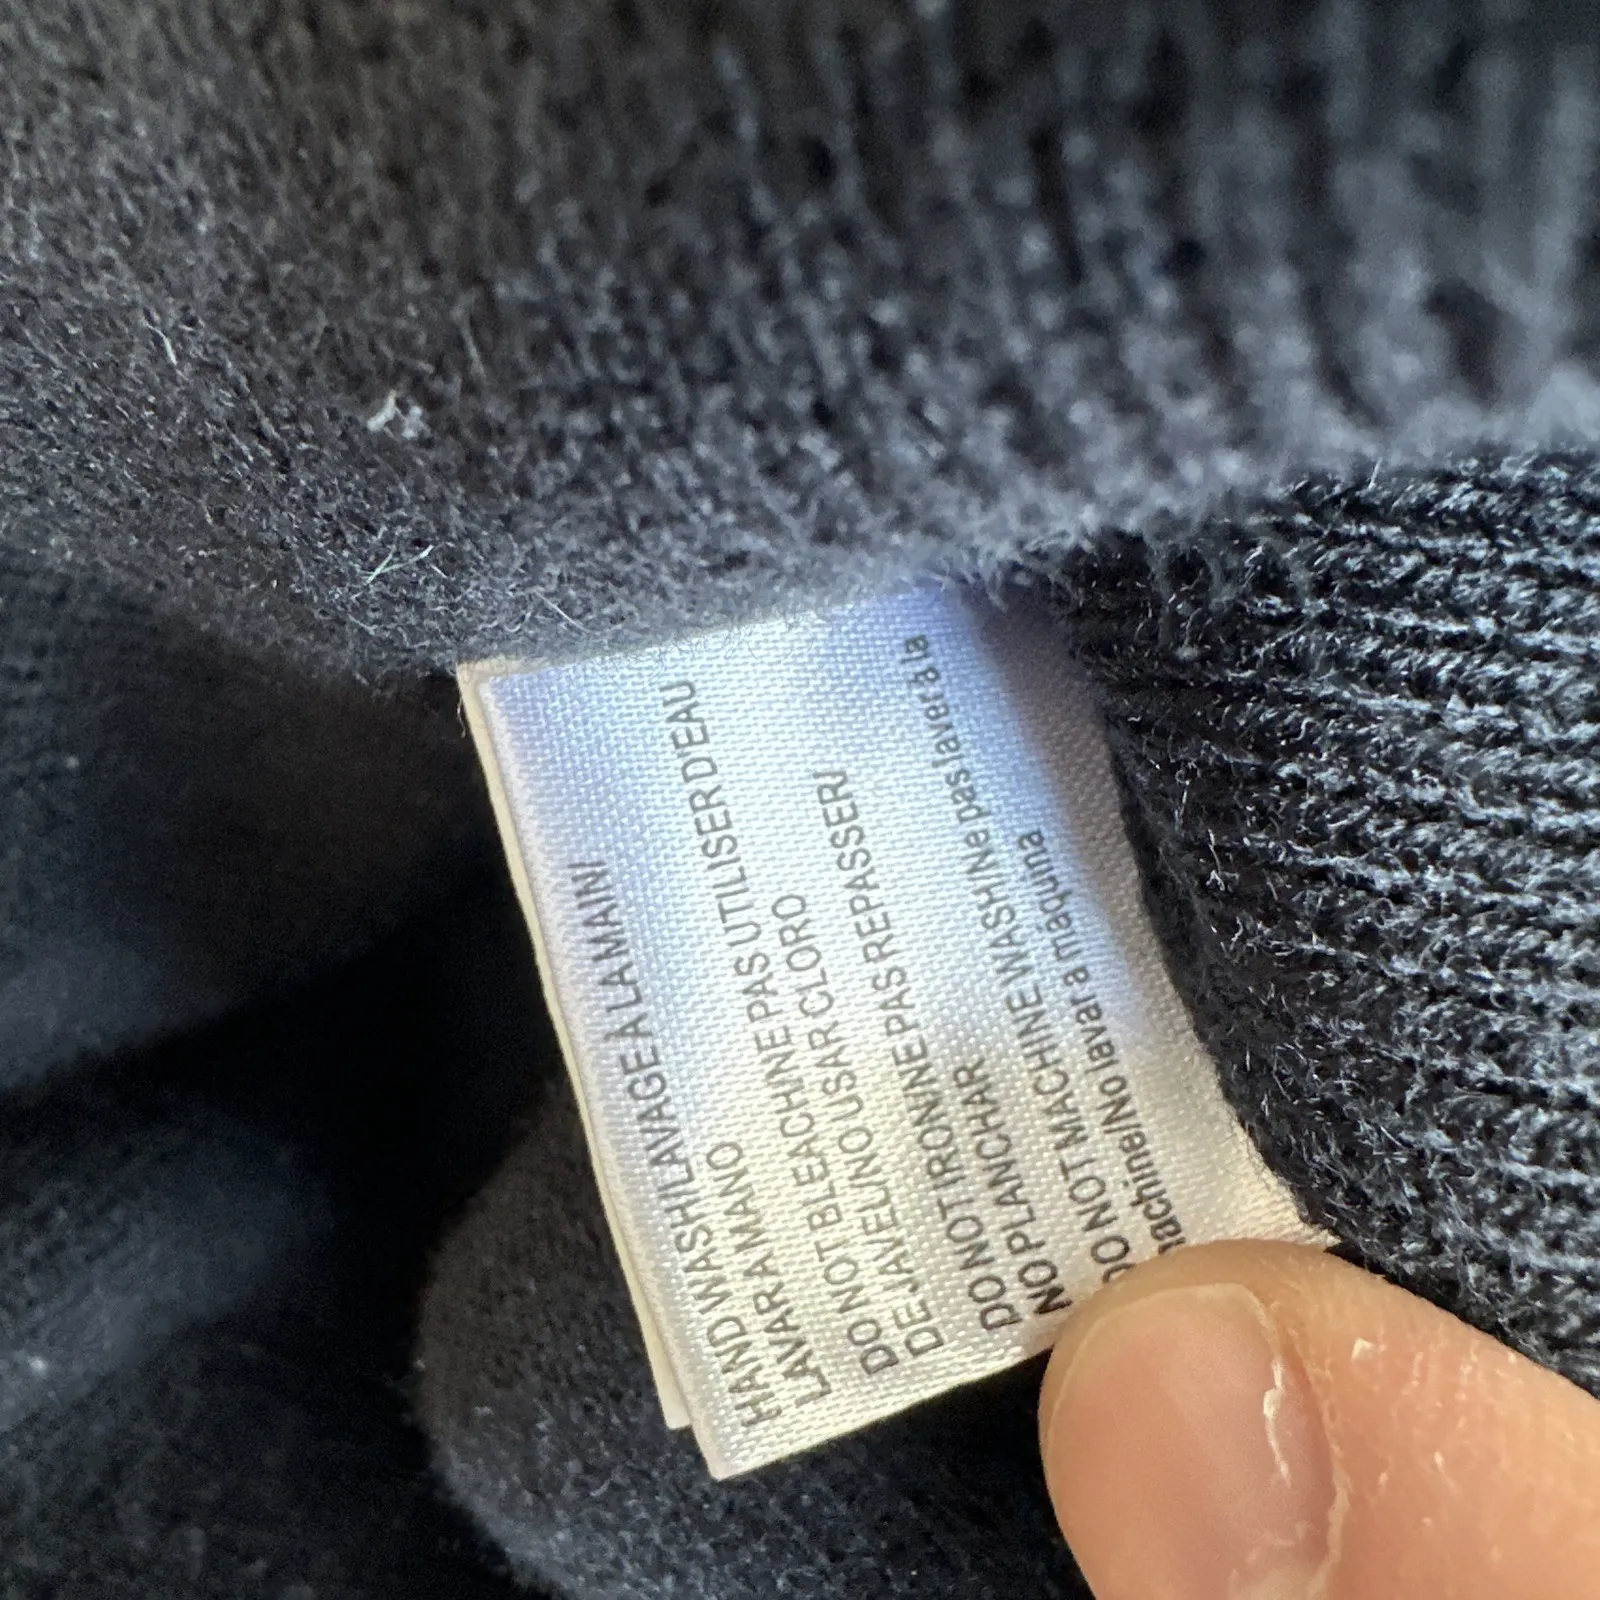 HAND WASH/LAVAGE A LA MAIN/
LAVAR A MANO
DO NOT BLEACH/NE PAS UTILISER D'EAU
DE JAVEL/NO USAR CLORO
DO NOT IRON/NE PAS REPASSER/
NO PLANCHAR
DO NOT MACHINE WASH/Ne pas laver a la
machine/No lavar a maquna